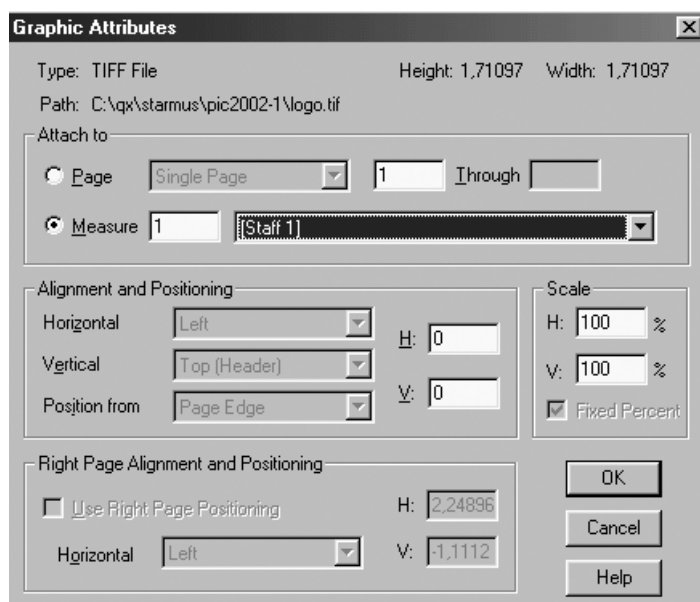 Graphic Attributes
Type: TIFF File Height: 1,71097 Width: 1,71097
Path: C:\qx\starmus\pic2002-1\logo.tif
Attach to
Page Single Page 1 Through
Measure 1 [Staff 1]
Alignment and Positioning
Horizontal Left H: 0
Vertical Top (Header) V: 0
Position from Page Edge
Scale
H: 100 %
V: 100 %
Fixed Percent
Right Page Alignment and Positioning
Use Right Page Positioning H: 2,24896
Horizontal Left V: -1,1112
OK
Cancel
Help